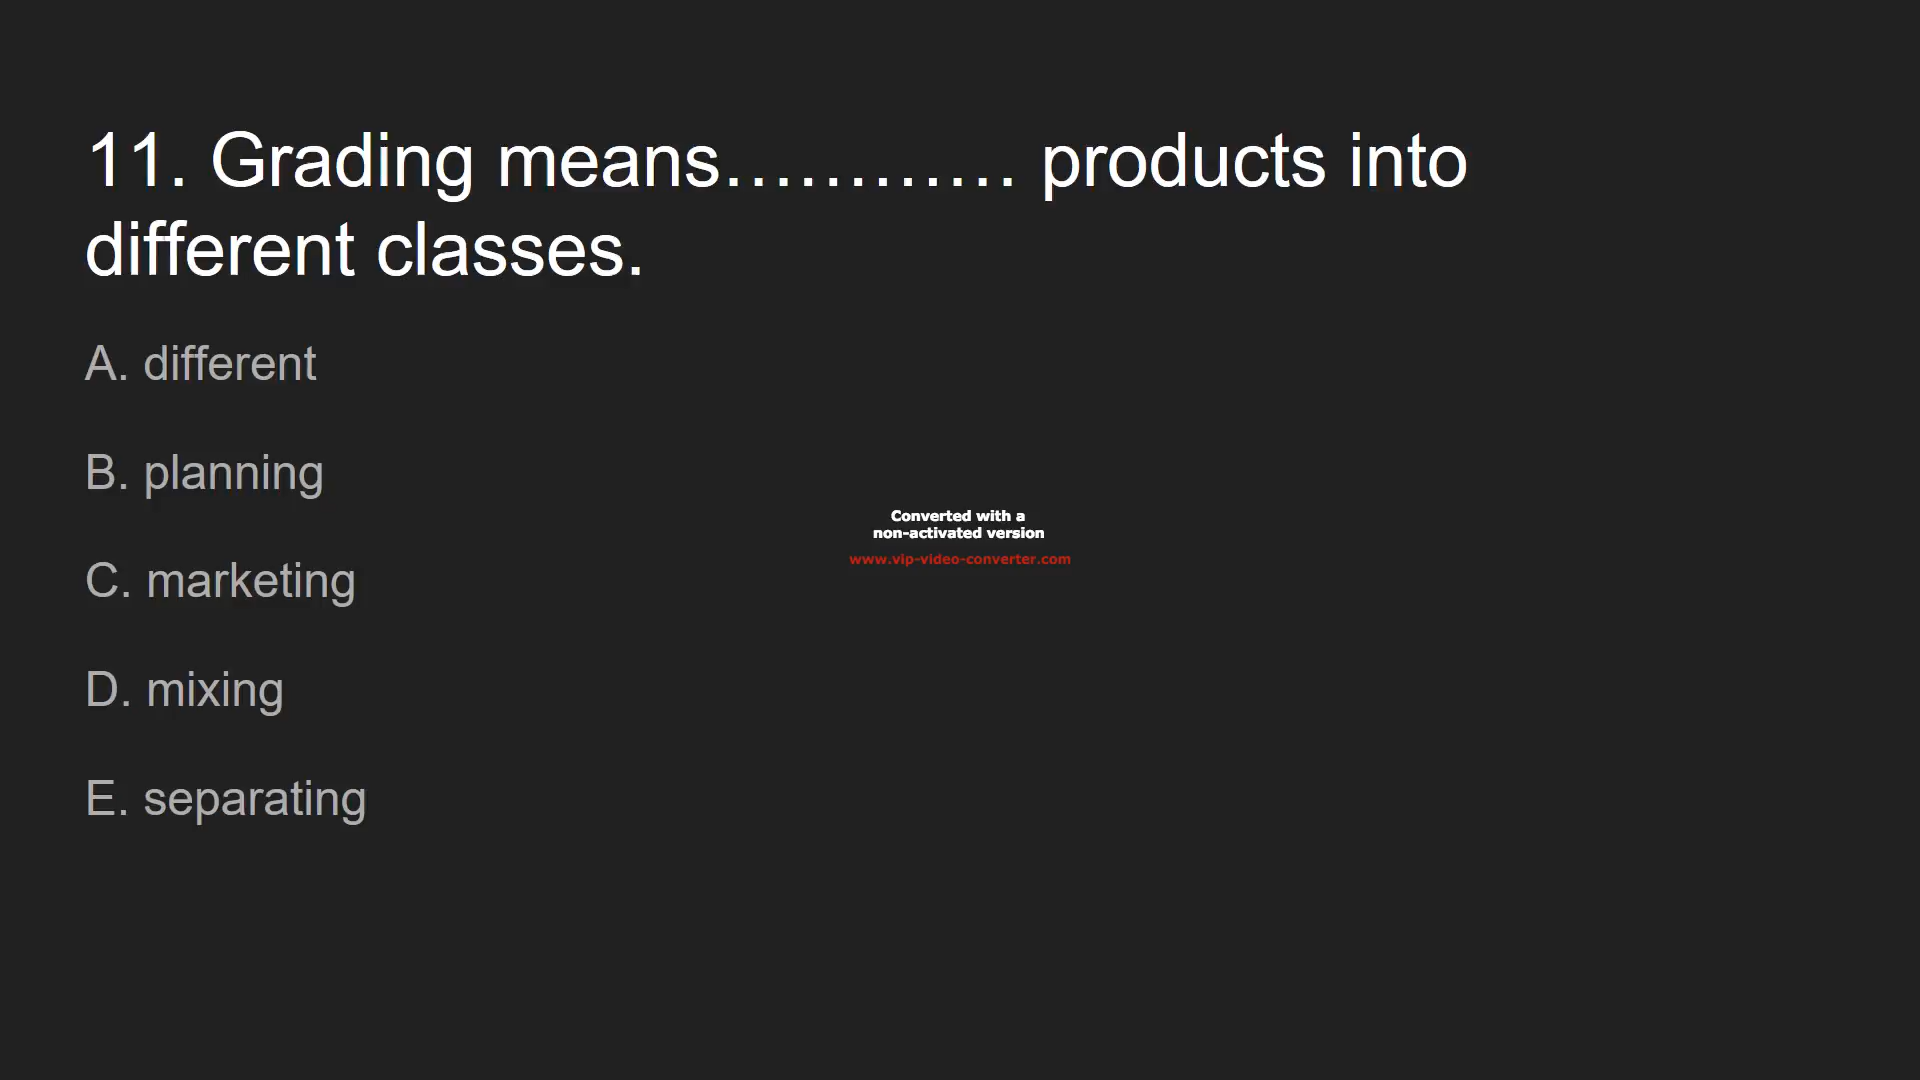 11. Grading means………… products into
different classes.
A. different
B. planning
C. marketing
D. mixing
E. separating
Converted with a
non-activated version
www.vip-video-converter.com